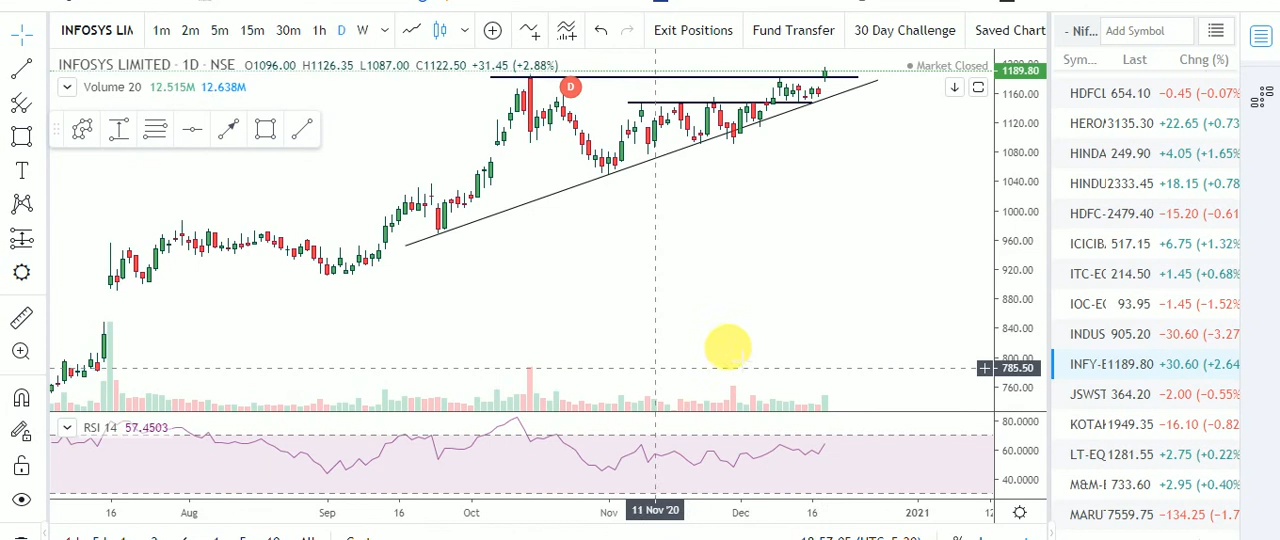 INFOSYS LIM 1m 2m 5m 15m 30m 1h D W Exit Positions Fund Transfer 30 Day Challenge Saved Chart - Nif... Add Symbol
INFOSYS LIMITED · 1D · NSE O1096.00 H1126.35 L1087.00 C1122.50 +31.45 (+2.88%) Market Closed
Sym... Last Chng (%)
Volume 20 12.515M 12.638M
D
1189.80
1160.00
1120.00
1080.00
1040.00
1000.00
960.00
920.00
880.00
840.00
800.00
785.50
760.00
HDFCL 654.10 −0.45 (−0.07%
HEROM 3135.30 +22.65 (+0.73
HINDA 249.90 +4.05 (+1.65%
HINDU 2333.45 +18.15 (+0.78
HDFC- 2479.40 −15.20 (−0.61
ICICIB. 517.15 +6.75 (+1.32%
ITC-EC 214.50 +1.45 (+0.68%
IOC-EC 93.95 −1.45 (−1.52%
INDUS 905.20 −30.60 (−3.27
INFY-E 1189.80 +30.60 (+2.64
JSWST 364.20 −2.00 (−0.55%
KOTAK 1949.35 −16.10 (−0.82
LT-EQ 1281.55 +2.75 (+0.22%
M&M-I 733.60 +2.95 (+0.40%
MARU 7559.75 −134.25 (−1.7
RSI 14 57.4503
80.0000
60.0000
40.0000
16 Aug Sep 16 Oct Nov 11 Nov '20 Dec 16 2021 12